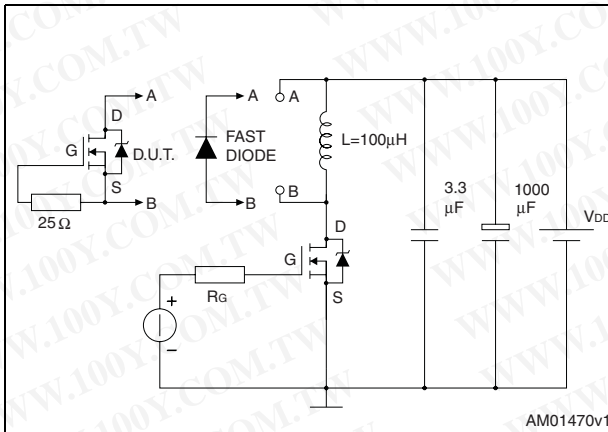 A
A
A
D
G
D.U.T.
FAST
DIODE
L=100µH
S
B
B
B
25Ω
3.3
µF
1000
µF
VDD
D
G
S
RG
+
−
AM01470v1
WWW.100Y.COM.TW